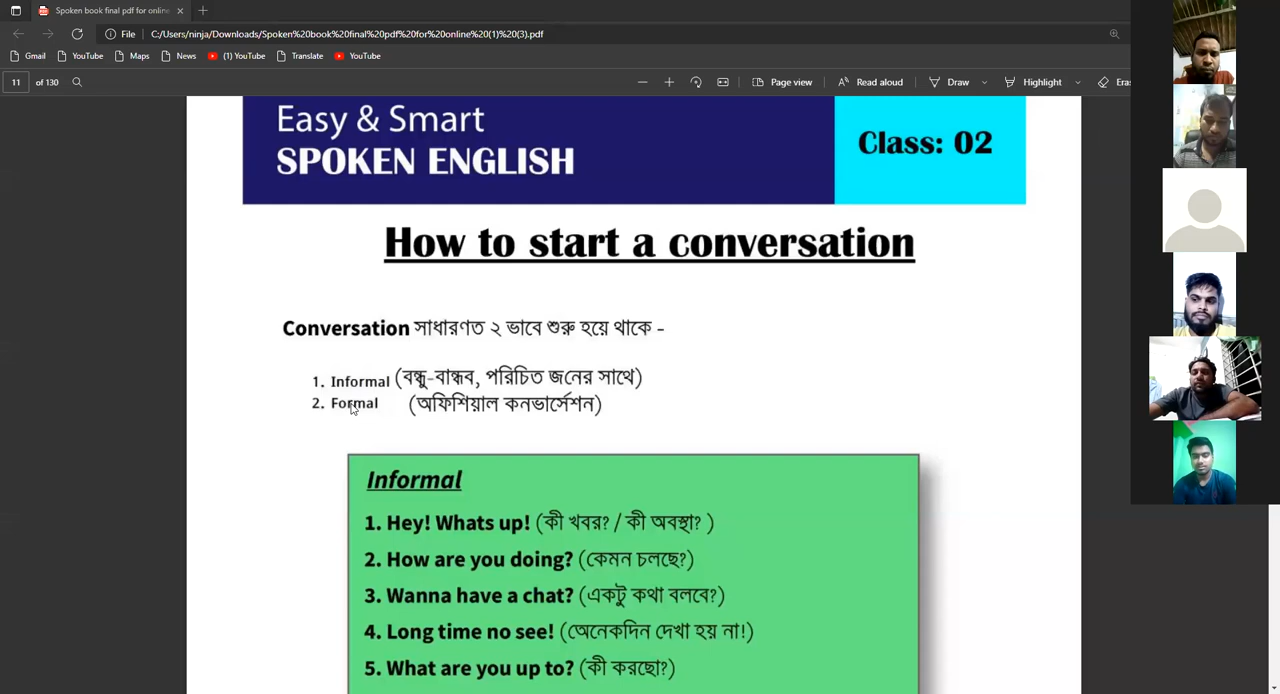 Spoken book final pdf for online
File
C:/Users/ninja/Downloads/Spoken%20book%20final%20pdf%20for%20online%20(1)%20(3).pdf
Gmail YouTube Maps News (1) YouTube Translate YouTube
11 of 130 Page view Read aloud Draw Highlight Eras
Easy & Smart
SPOKEN ENGLISH
Class: 02
How to start a conversation
Conversation সাধারণত ২ ভাবে শুরু হয়ে থাকে -
1. Informal (বন্ধু-বান্ধব, পরিচিত জনের সাথে)
2. Formal (অফিশিয়াল কনভার্সেশন)
Informal
1. Hey! Whats up! (কী খবর? / কী অবস্থা? )
2. How are you doing? (কেমন চলছে?)
3. Wanna have a chat? (একটু কথা বলবে?)
4. Long time no see! (অনেকদিন দেখা হয় না!)
5. What are you up to? (কী করছো?)